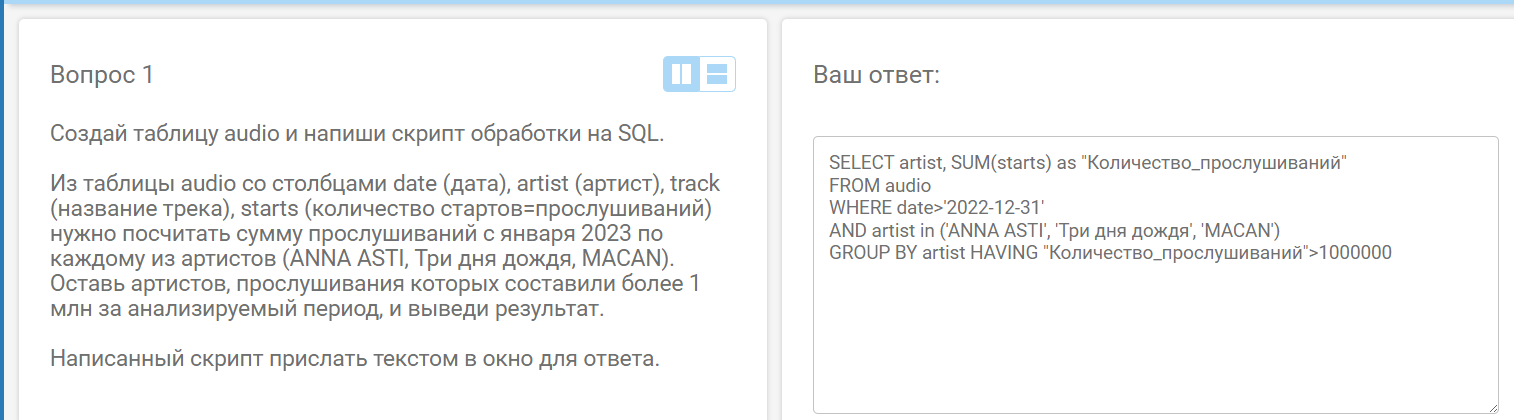 Вопрос 1
Создай таблицу audio и напиши скрипт обработки на SQL.
Из таблицы audio со столбцами date (дата), artist (артист), track
(название трека), starts (количество стартов=прослушиваний)
нужно посчитать сумму прослушиваний с января 2023 по
каждому из артистов (ANNA ASTI, Три дня дождя, MACAN).
Оставь артистов, прослушивания которых составили более 1
млн за анализируемый период, и выведи результат.
Написанный скрипт прислать текстом в окно для ответа.
Ваш ответ:
SELECT artist, SUM(starts) as "Количество_прослушиваний"
FROM audio
WHERE date>'2022-12-31'
AND artist in ('ANNA ASTI', 'Три дня дождя', 'MACAN')
GROUP BY artist HAVING "Количество_прослушиваний">1000000